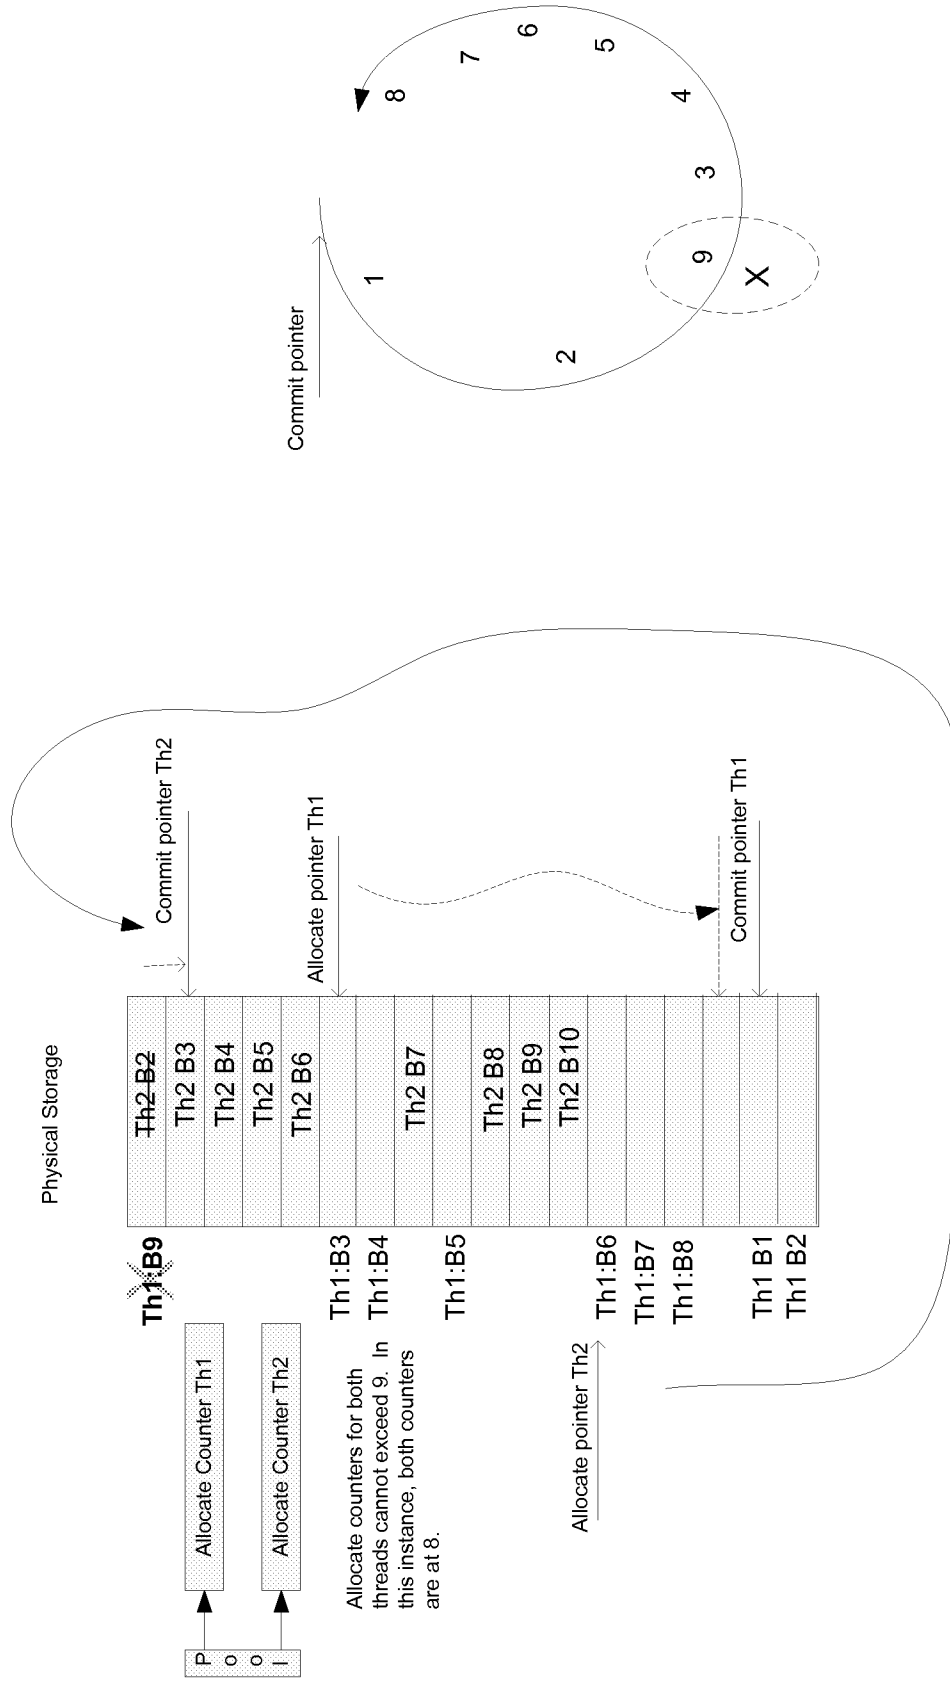 Physical Storage
Th1:B9
Th2 B2
Th2 B3
Th2 B4
Th2 B5
Th2 B6
Th1:B3
Th1:B4
Th2 B7
Th1:B5
Th2 B8
Th2 B9
Th2 B10
Th1:B6
Th1:B7
Th1:B8
Th1 B1
Th1 B2
Pool
Allocate Counter Th1
Allocate Counter Th2
Allocate counters for both
threads cannot exceed 9. In
this instance, both counters
are at 8.
Allocate pointer Th2
Commit pointer Th2
Allocate pointer Th1
Commit pointer Th1
Commit pointer
1
2
9
X
3
4
5
6
7
8